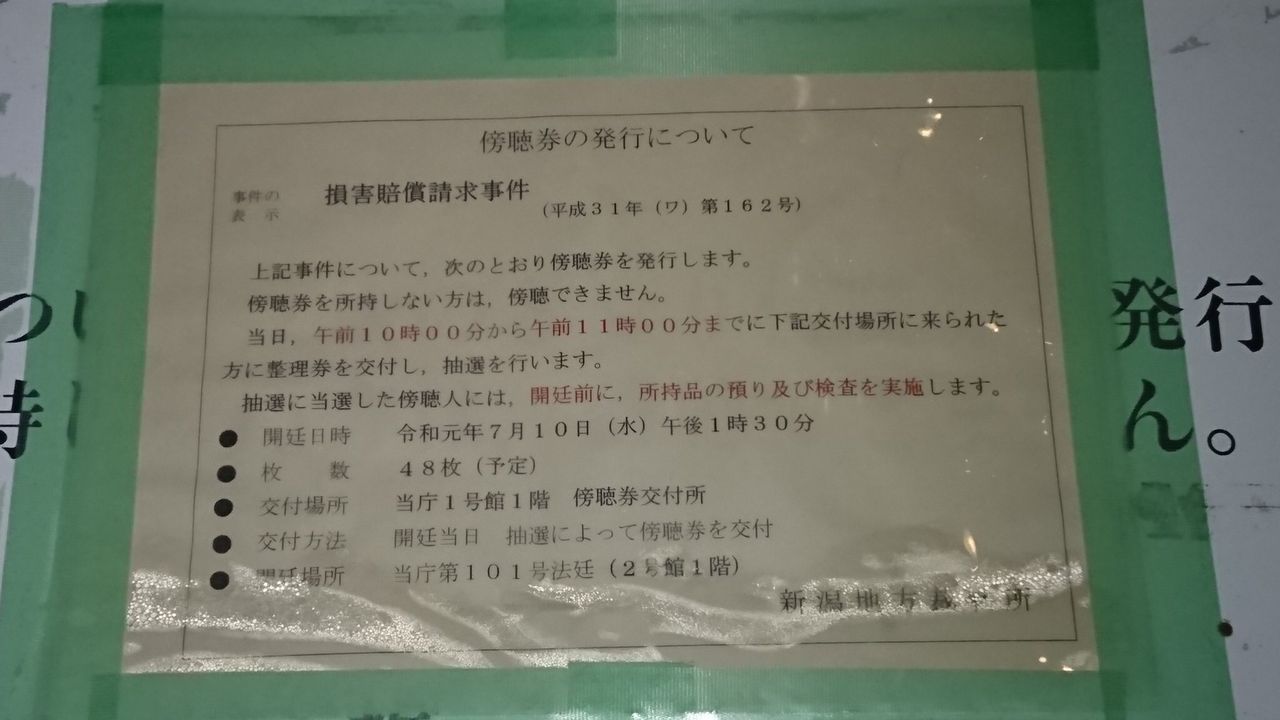 傍聴券の発行について
事件の
表　示
損害賠償請求事件
（平成３１年（ワ）第１６２号）
上記事件について，次のとおり傍聴券を発行します。
傍聴券を所持しない方は，傍聴できません。
当日，午前１０時００分から午前１１時００分までに下記交付場所に来られた
方に整理券を交付し，抽選を行います。
抽選に当選した傍聴人には，開廷前に，所持品の預り及び検査を実施します。
● 開廷日時　令和元年７月１０日（水）午後１時３０分
● 枚　　数　４８枚（予定）
● 交付場所　当庁１号館１階　傍聴券交付所
● 交付方法　開廷当日　抽選によって傍聴券を交付
● 開廷場所　当庁第１０１号法廷（２号館１階）
新潟地方裁判所
発行
ん。